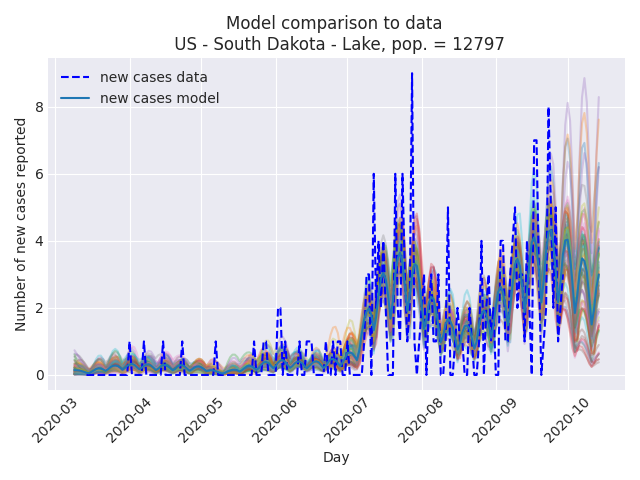 Model comparison to data
US - South Dakota - Lake, pop. = 12797
new cases data
new cases model
Number of new cases reported
8
6
4
2
0
2020-03
2020-04
2020-05
2020-06
2020-07
2020-08
2020-09
2020-10
Day